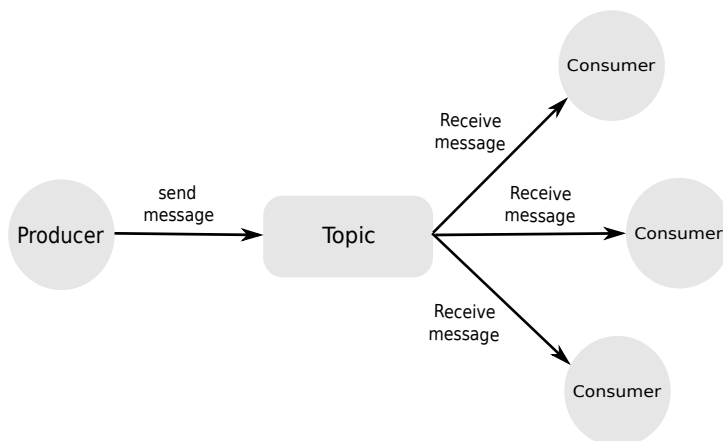 Consumer
Receive
message
send
message
Receive
message
Producer
Topic
Consumer
Receive
message
Consumer